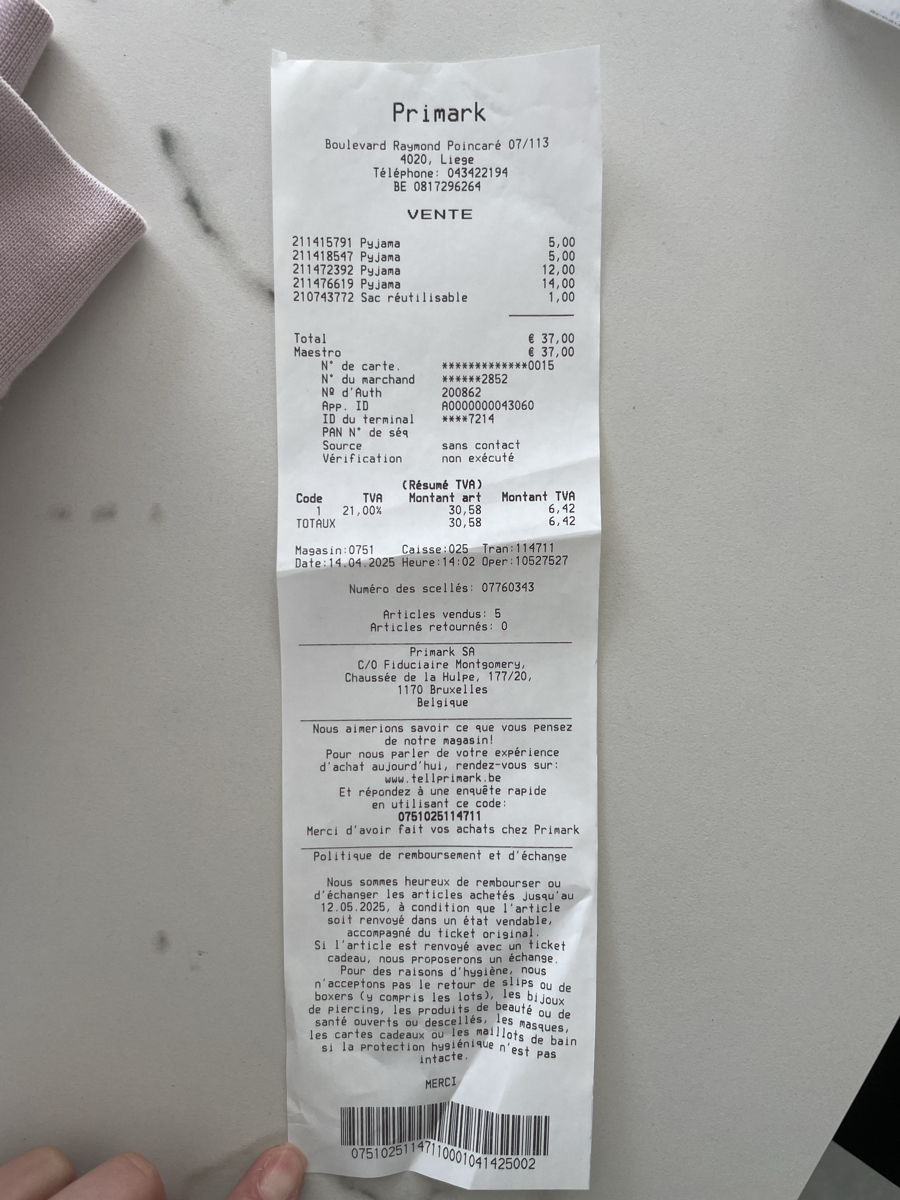 Primark
Boulevard Raymond Poincaré 07/113
4020, Liege
Téléphone: 043422194
BE 0817296264
VENTE
211415791 Pyjama 5,00
211418547 Pyjama 5,00
211472392 Pyjama 12,00
211476619 Pyjama 14,00
210743772 Sac réutilisable 1,00
Total € 37,00
Maestro € 37,00
N° de carte. *************0015
N° du marchand ******2852
Nº d'Auth 200862
App. ID A0000000043060
ID du terminal ****7214
PAN N° de séq
Source sans contact
Vérification non exécuté
(Résumé TVA)
Code TVA Montant art Montant TVA
1 21,00% 30,58 6,42
TOTAUX 30,58 6,42
Magasin:0751 Caisse:025 Tran:114711
Date:14.04.2025 Heure:14:02 Oper:10527527
Numéro des scellés: 07760343
Articles vendus: 5
Articles retournés: 0
Primark SA
C/O Fiduciaire Montgomery,
Chaussée de la Hulpe, 177/20,
1170 Bruxelles
Belgique
Nous aimerions savoir ce que vous pensez
de notre magasin!
Pour nous parler de votre expérience
d'achat aujourd'hui, rendez-vous sur:
www.tellprimark.be
Et répondez à une enquête rapide
en utilisant ce code:
0751025114711
Merci d'avoir fait vos achats chez Primark
Politique de remboursement et d'échange
Nous sommes heureux de rembourser ou
d'échanger les articles achetés jusqu'au
12.05.2025, à condition que l'article
soit renvoyé dans un état vendable,
accompagné du ticket original.
Si l'article est renvoyé avec un ticket
cadeau, nous proposerons un échange.
Pour des raisons d'hygiène, nous
n'acceptons pas le retour de slips ou de
boxers (y compris les lots), les bijoux
de piercing, les produits de beauté ou de
santé ouverts ou descellés, les masques,
les cartes cadeaux ou les maillots de bain
si la protection hygiénique n'est pas
intacte.
MERCI
07510251147110001041425002